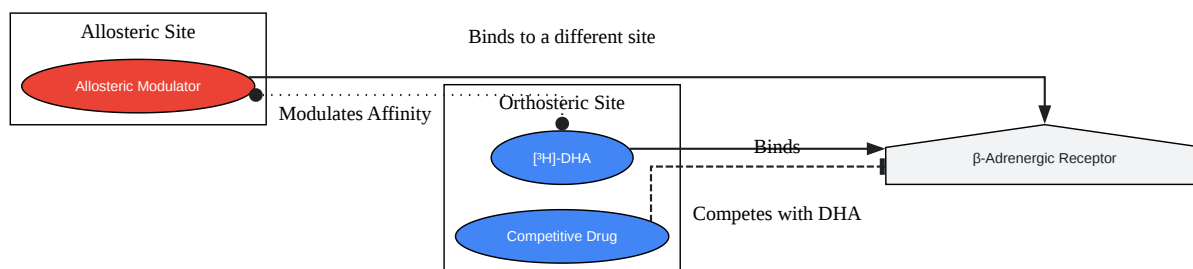 Allosteric Site
Binds to a different site
Allosteric Modulator
Modulates Affinity
Orthosteric Site
[³H]-DHA
Binds
β-Adrenergic Receptor
Competes with DHA
Competitive Drug